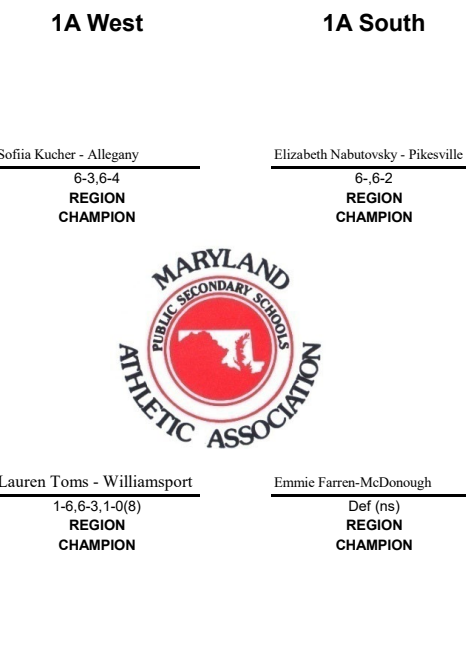 1A West
1A South
Sofiia Kucher - Allegany
Elizabeth Nabutovsky - Pikesville
6-3,6-4
6-,6-2
REGION
REGION
CHAMPION
CHAMPION
MARYLAND
PUBLIC SECONDARY SCHOOLS
ATHLETIC ASSOCIATION
Lauren Toms - Williamsport
Emmie Farren-McDonough
1-6,6-3,1-0(8)
Def (ns)
REGION
REGION
CHAMPION
CHAMPION